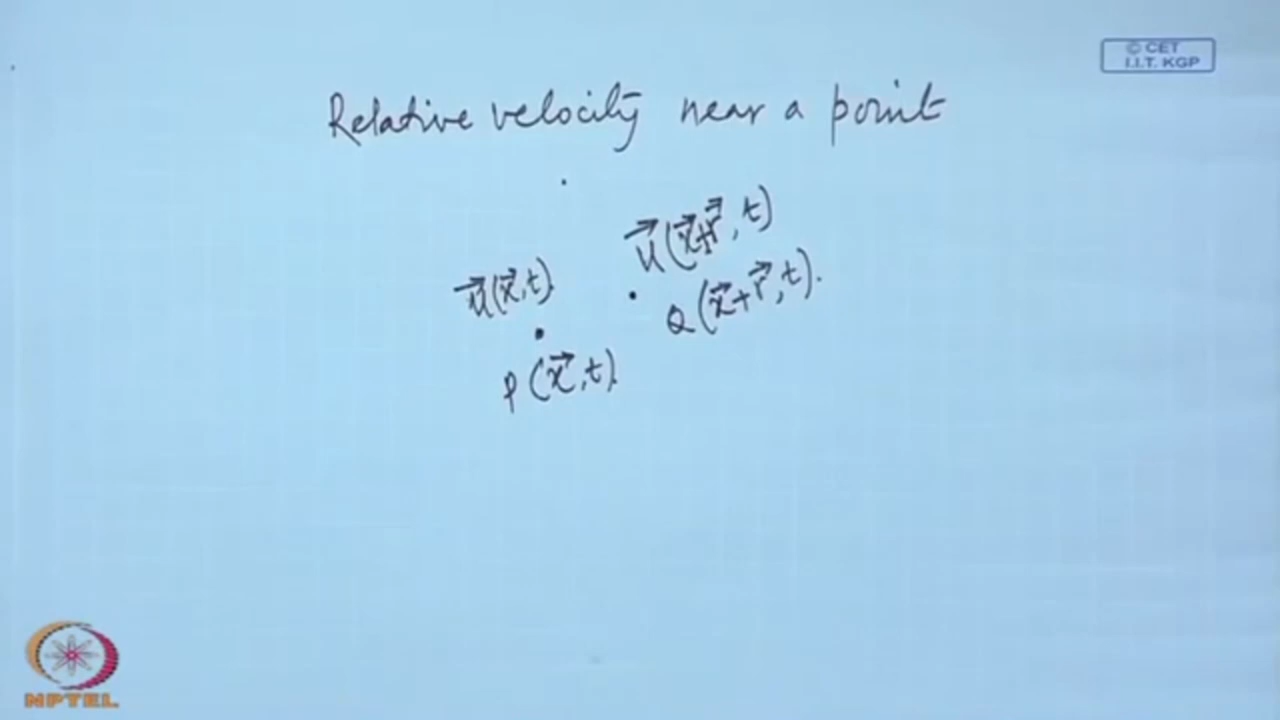 © CET
I.I.T. KGP
Relative velocity near a point
u⃗(x⃗+r⃗, t)
u⃗(x⃗, t).
Q (x⃗+r⃗, t).
P (x⃗, t).
NPTEL